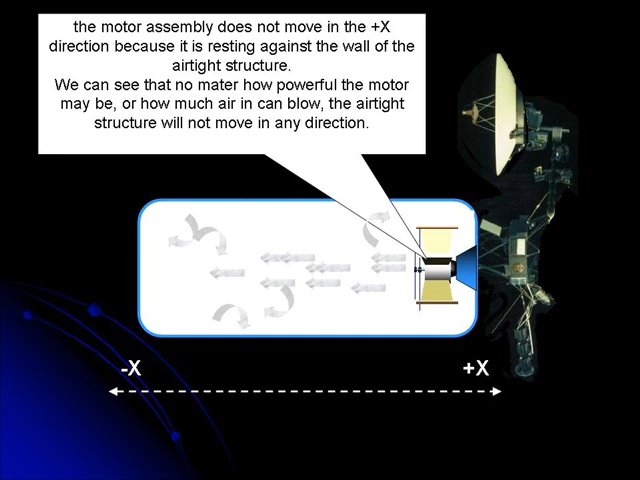 the motor assembly does not move in the +X
direction because it is resting against the wall of the
airtight structure.
We can see that no mater how powerful the motor
may be, or how much air in can blow, the airtight
structure will not move in any direction.
-X
+X